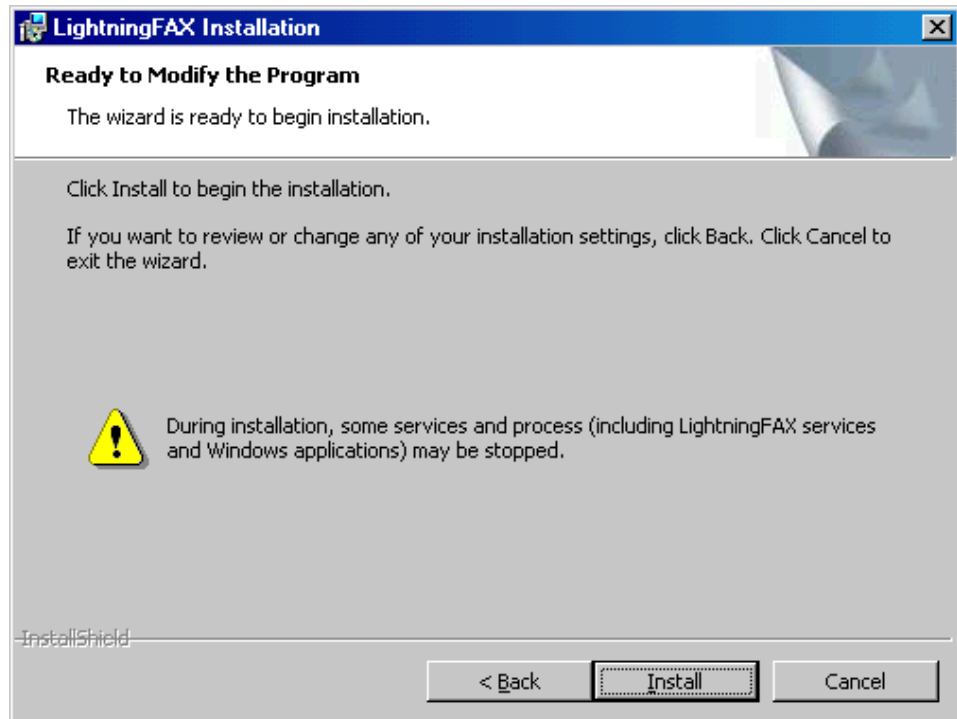 LightningFAX Installation
Ready to Modify the Program
The wizard is ready to begin installation.
Click Install to begin the installation.
If you want to review or change any of your installation settings, click Back. Click Cancel to
exit the wizard.
During installation, some services and process (including LightningFAX services
and Windows applications) may be stopped.
InstallShield
< Back
Install
Cancel